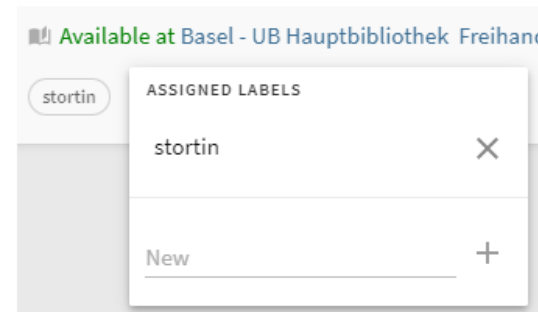 Available at Basel - UB Hauptbibliothek Freihan
stortin
ASSIGNED LABELS
stortin
New